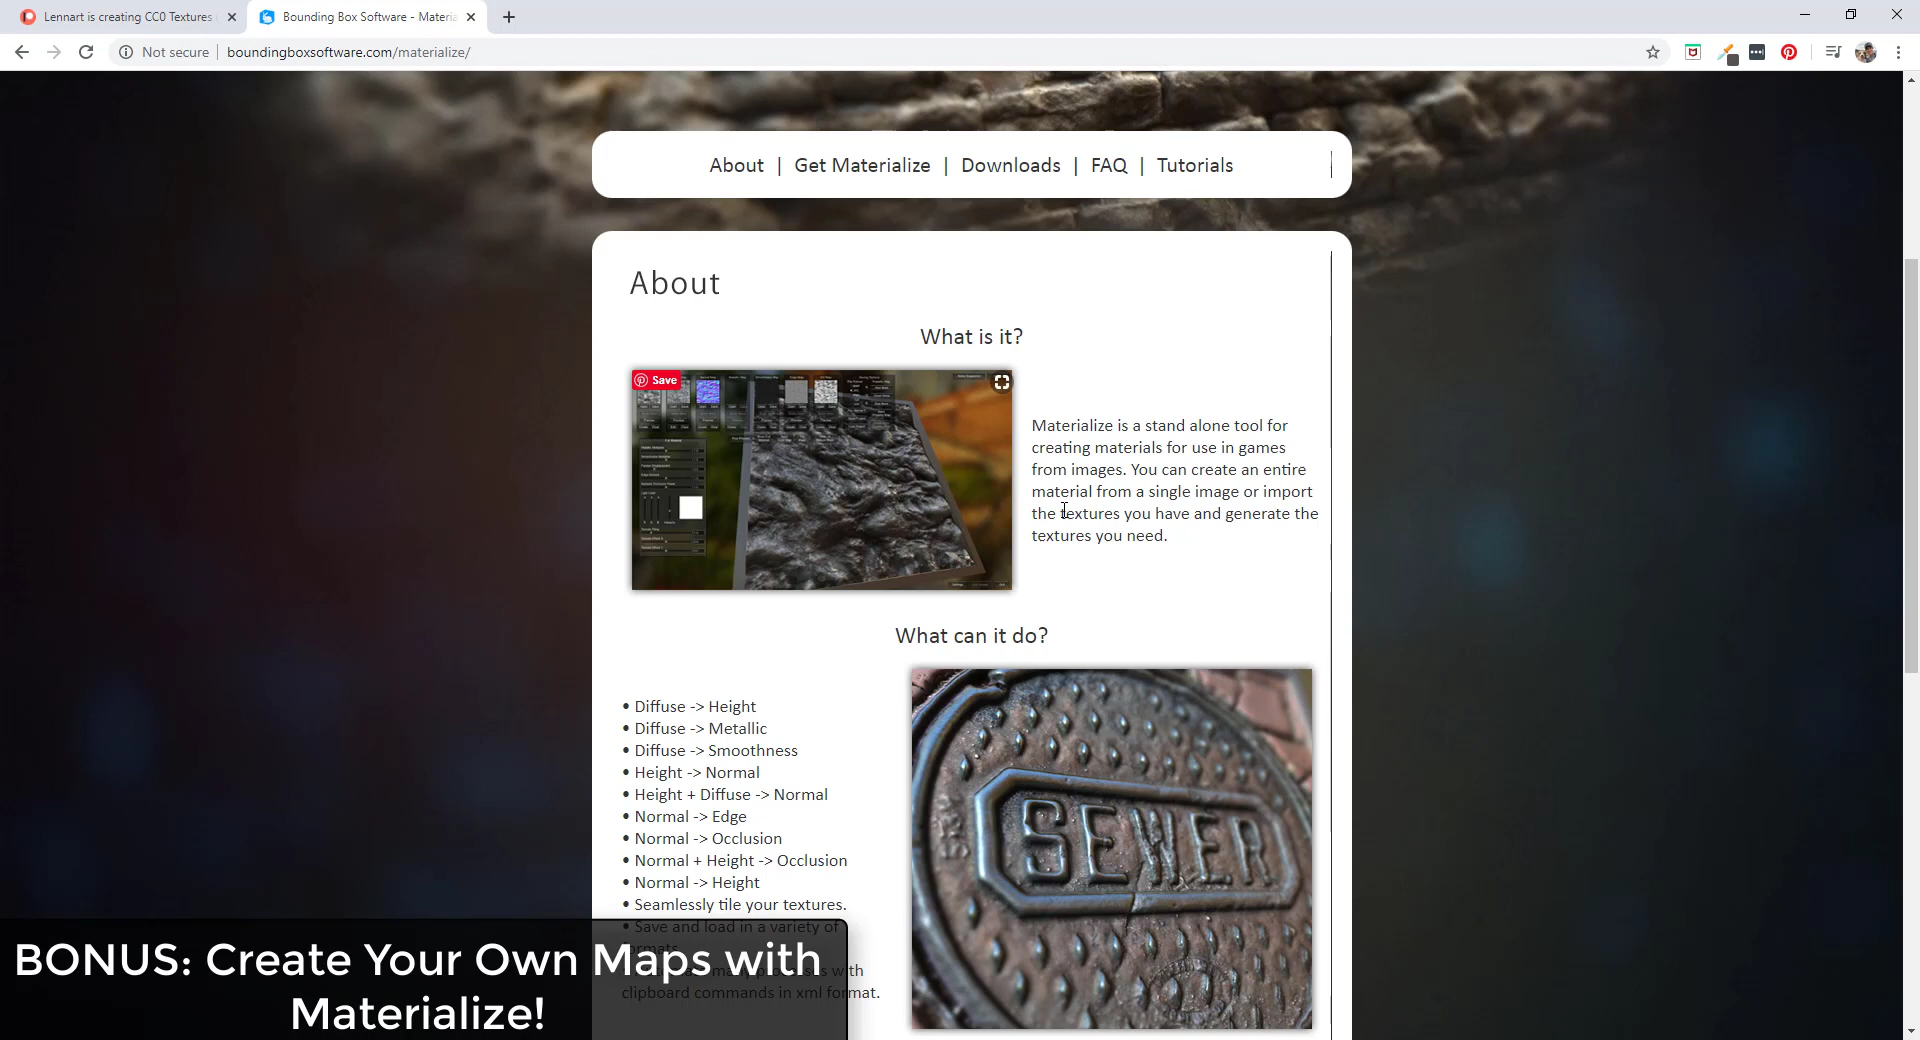 Lennart is creating CC0 Textures
Bounding Box Software - Materia
Not secure
boundingboxsoftware.com/materialize/
About | Get Materialize | Downloads | FAQ | Tutorials
About
What is it?
Save
Materialize is a stand alone tool for
creating materials for use in games
from images. You can create an entire
material from a single image or import
the textures you have and generate the
textures you need.
What can it do?
• Diffuse -> Height
• Diffuse -> Metallic
• Diffuse -> Smoothness
• Height -> Normal
• Height + Diffuse -> Normal
• Normal -> Edge
• Normal -> Occlusion
• Normal + Height -> Occlusion
• Normal -> Height
• Seamlessly tile your textures.
• Save and load in a variety of
formats
with
clipboard commands in xml format.
SEWER
BONUS: Create Your Own Maps with
Materialize!